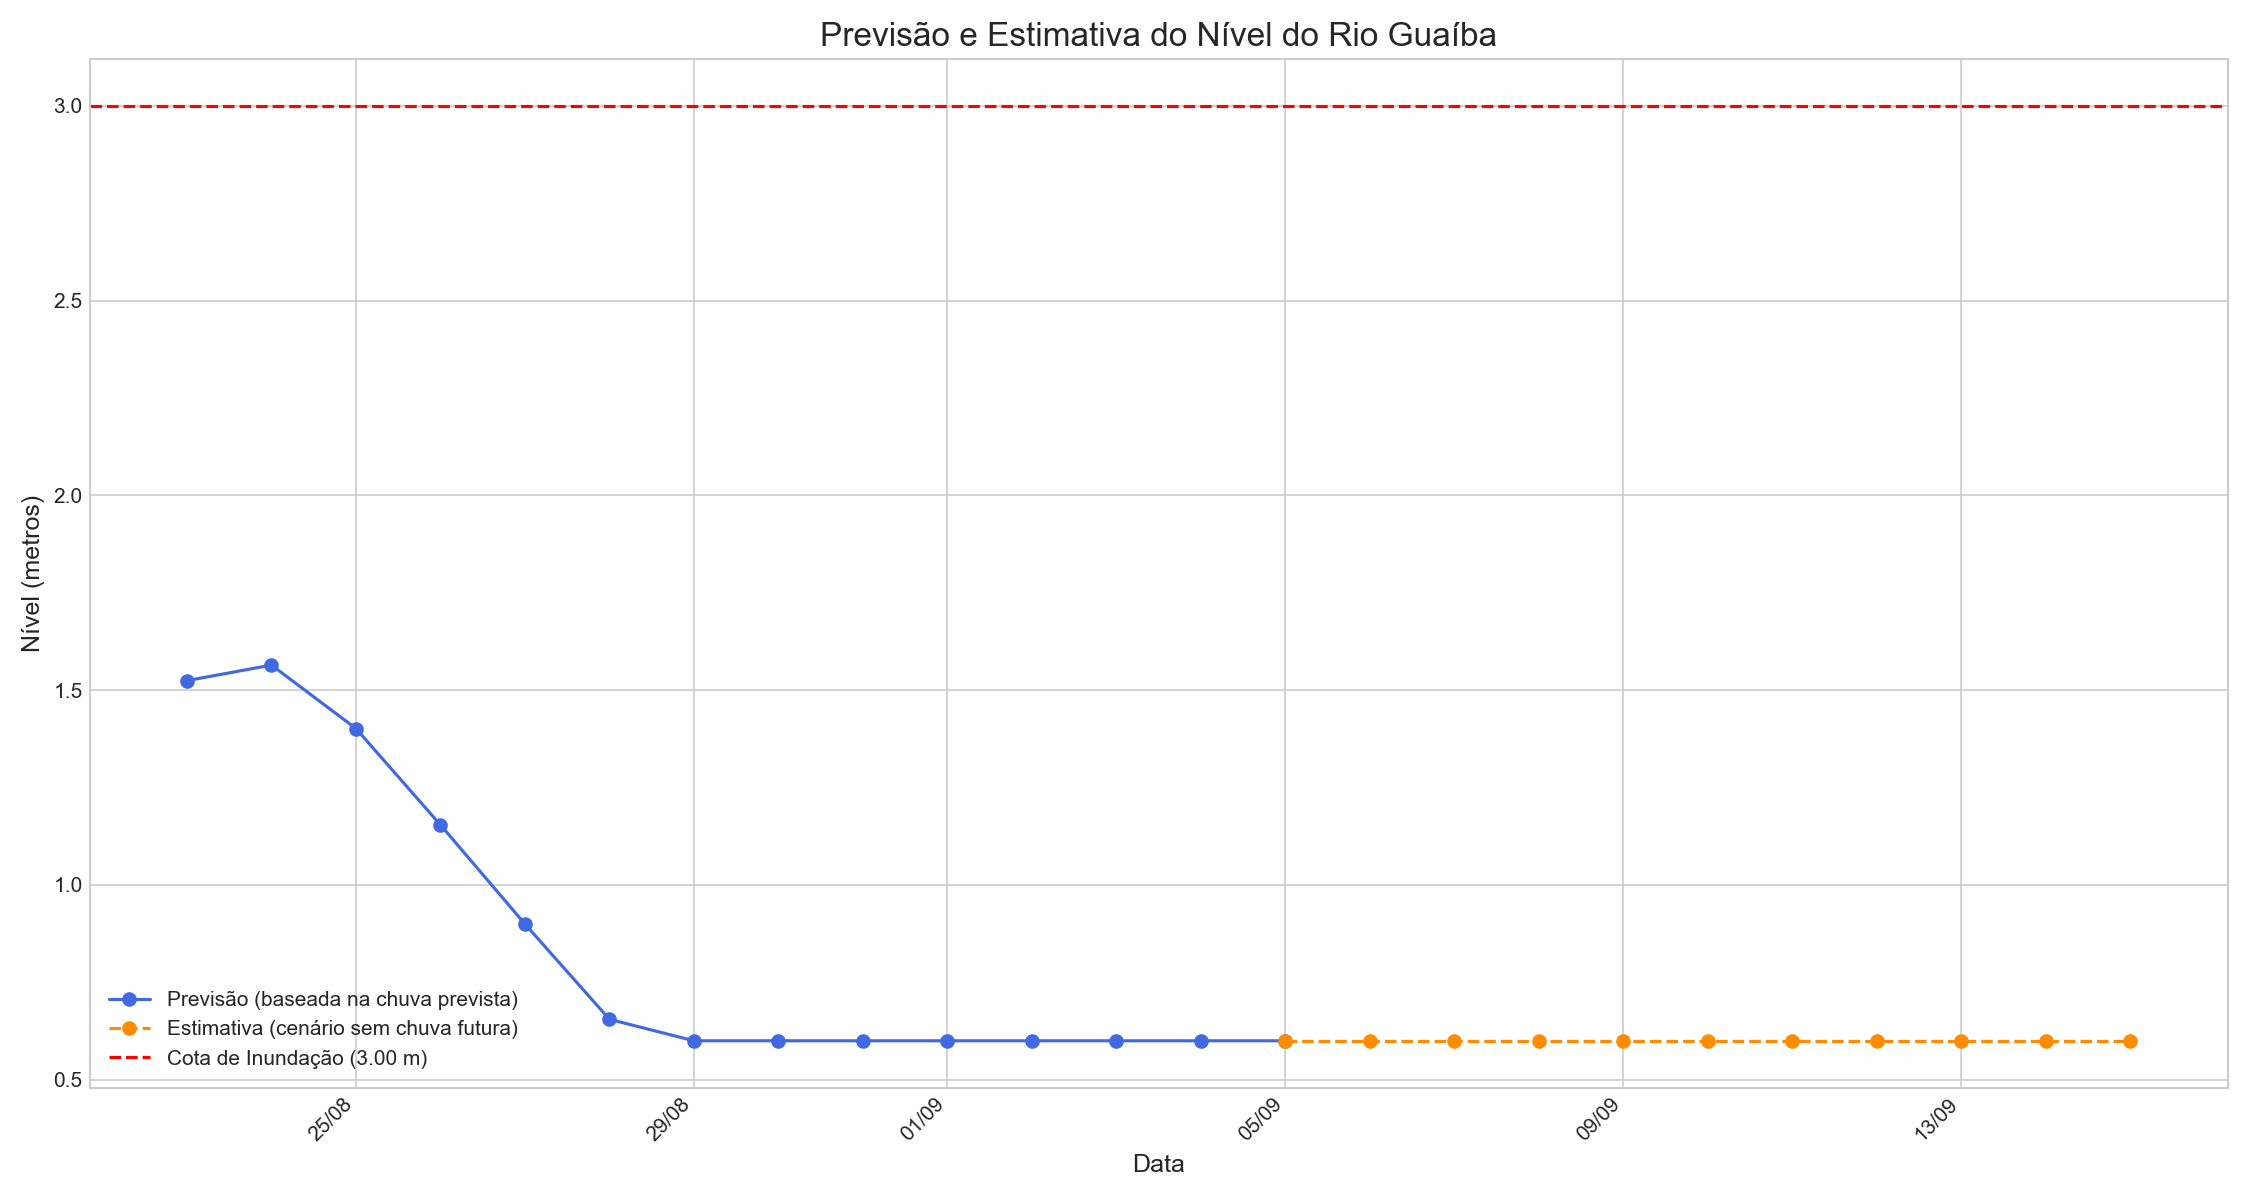 Previsão e Estimativa do Nível do Rio Guaíba
Nível (metros)
3.0
2.5
2.0
1.5
1.0
0.5
Previsão (baseada na chuva prevista)
Estimativa (cenário sem chuva futura)
Cota de Inundação (3.00 m)
25/08
29/08
01/09
05/09
09/09
13/09
Data